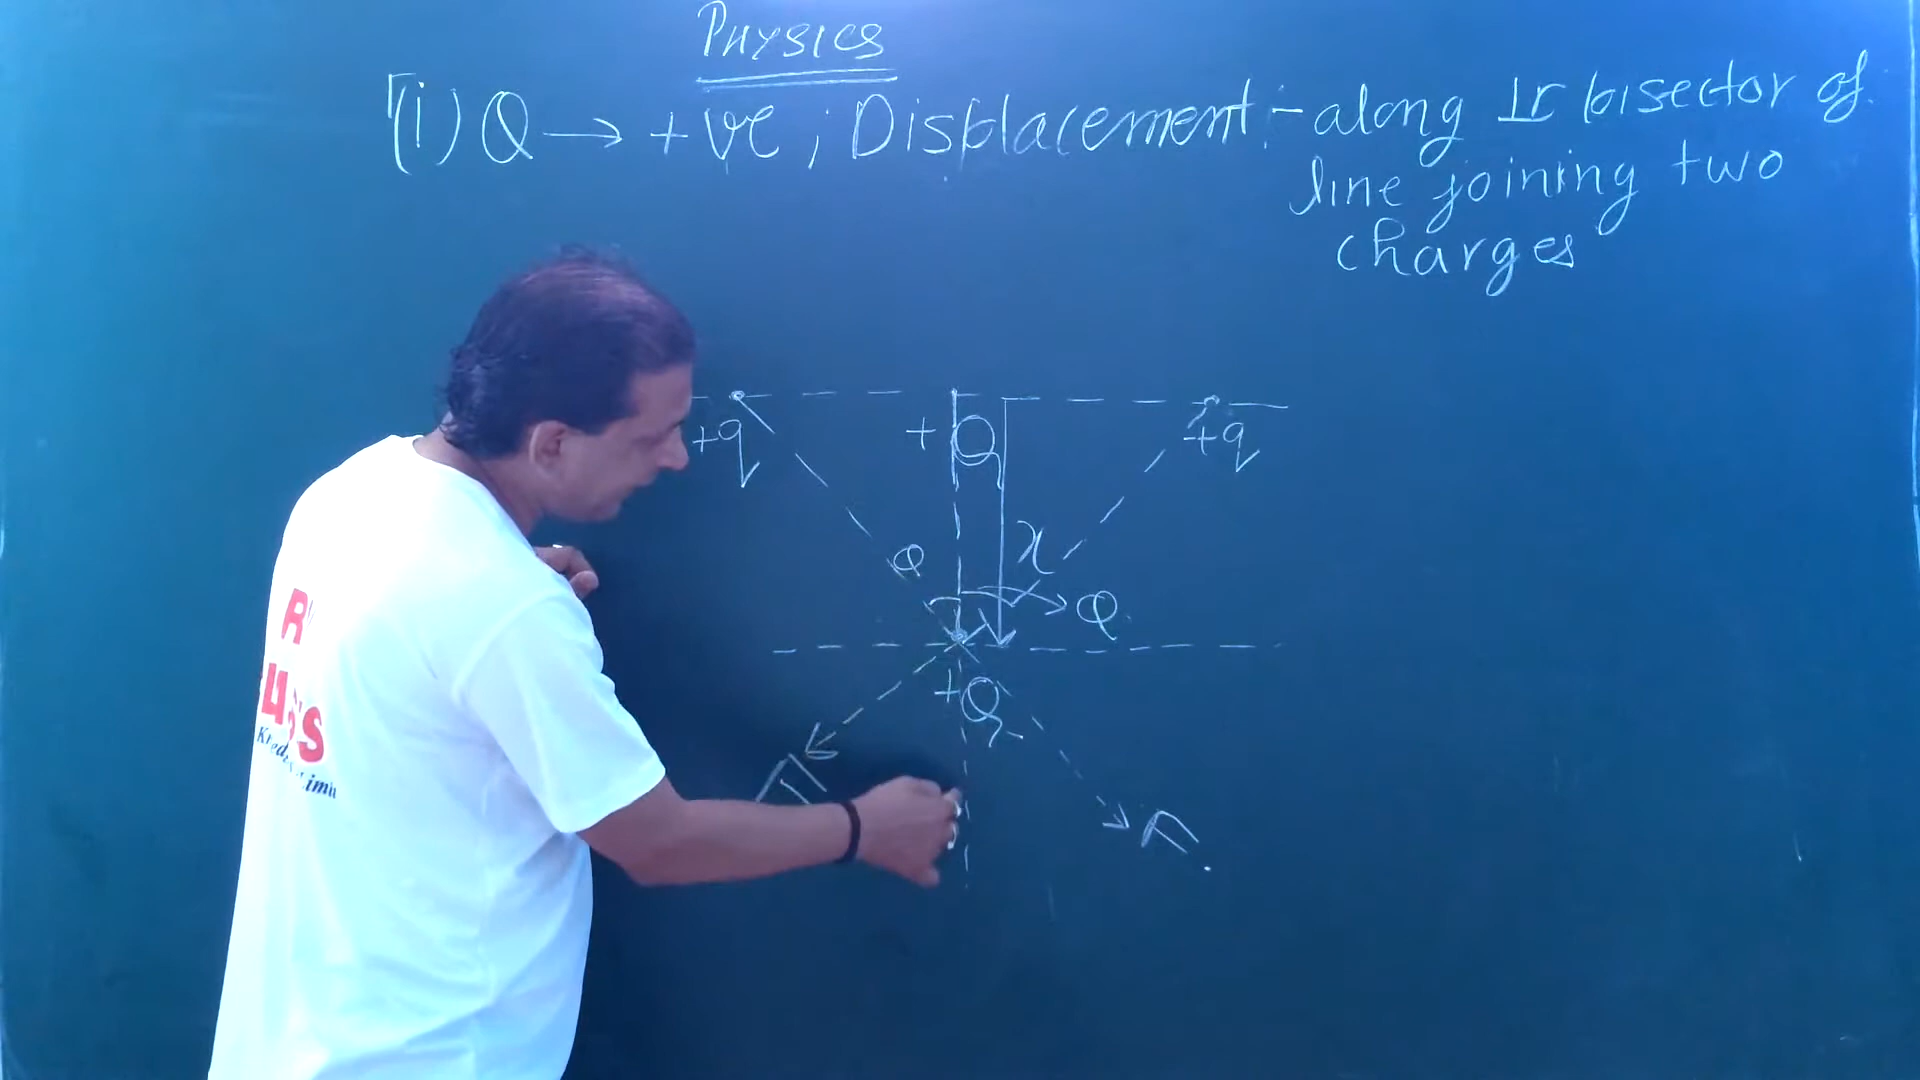 Physics
(i) Q → +ve ; Displacement :- along ⊥r bisector of
line joining two
charges
+q +Q +q
x
φ
φ
+Q
F